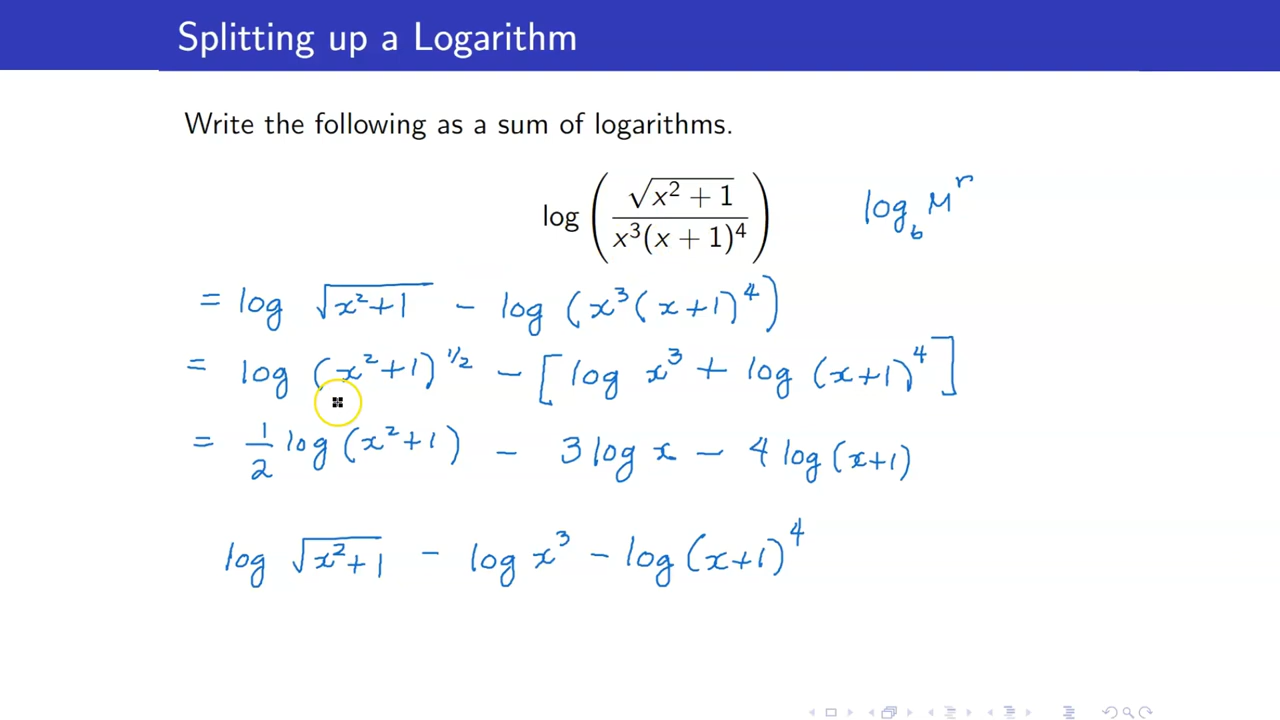 Splitting up a Logarithm
Write the following as a sum of logarithms.
log(√(x² + 1) / (x³(x + 1)⁴))
log_b M^r
= log √(x²+1) − log (x³(x+1)⁴)
= log (x²+1)^½ − [log x³ + log (x+1)⁴]
= ½ log (x²+1) − 3 log x − 4 log (x+1)
log √(x²+1) − log x³ − log (x+1)⁴